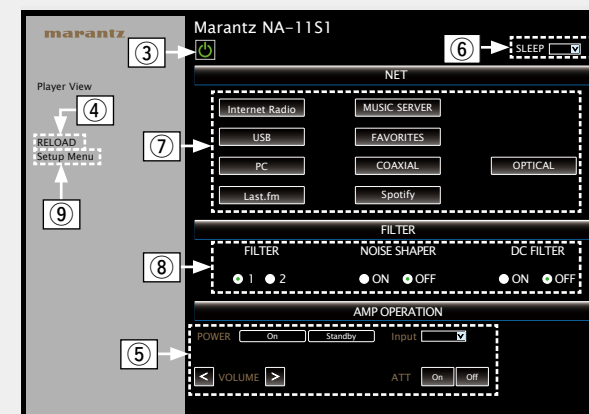 marantz
Marantz NA-11S1
③
⑥
SLEEP
NET
Player View
④
RELOAD
Setup Menu
⑨
⑦
Internet Radio MUSIC SERVER
USB FAVORITES
PC COAXIAL OPTICAL
Last.fm Spotify
FILTER
⑧
FILTER NOISE SHAPER DC FILTER
1 2 ON OFF ON OFF
AMP OPERATION
⑤
POWER On Standby Input
< VOLUME > ATT On Off